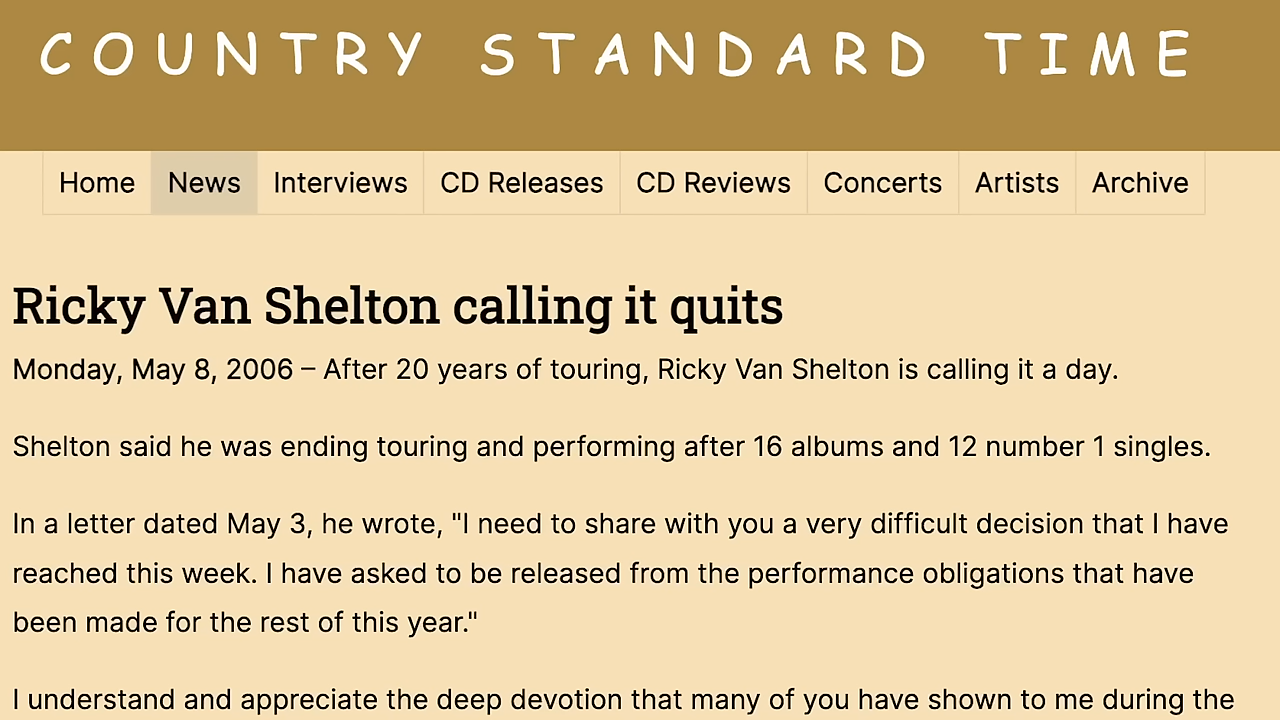 COUNTRY STANDARD TIME
Home News Interviews CD Releases CD Reviews Concerts Artists Archive
Ricky Van Shelton calling it quits
Monday, May 8, 2006 – After 20 years of touring, Ricky Van Shelton is calling it a day.
Shelton said he was ending touring and performing after 16 albums and 12 number 1 singles.
In a letter dated May 3, he wrote, "I need to share with you a very difficult decision that I have
reached this week. I have asked to be released from the performance obligations that have
been made for the rest of this year."
I understand and appreciate the deep devotion that many of you have shown to me during the